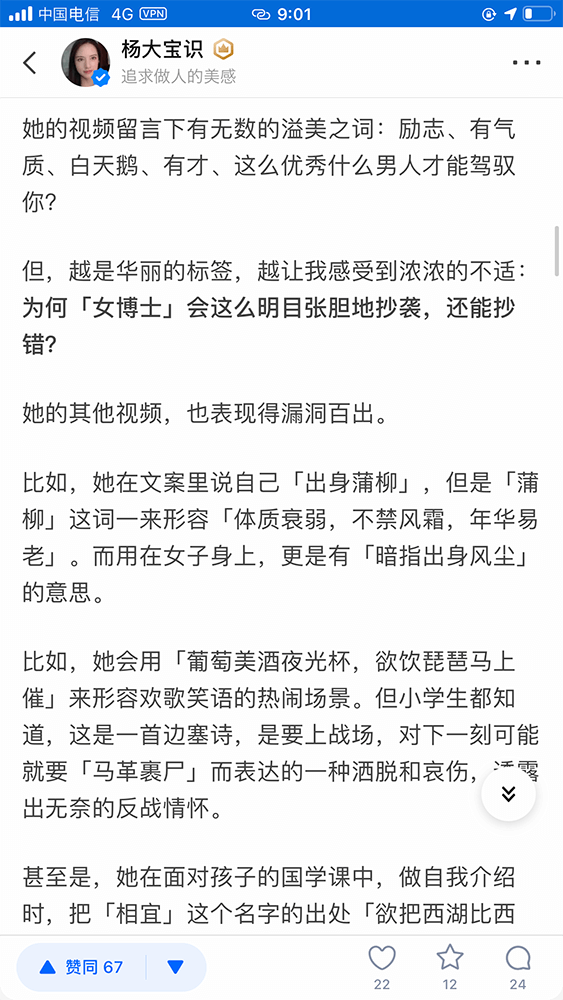 中国电信 4G VPN 9:01
杨大宝识
追求做人的美感
她的视频留言下有无数的溢美之词：励志、有气
质、白天鹅、有才、这么优秀什么男人才能驾驭
你？
但，越是华丽的标签，越让我感受到浓浓的不适：
为何「女博士」会这么明目张胆地抄袭，还能抄
错？
她的其他视频，也表现得漏洞百出。
比如，她在文案里说自己「出身蒲柳」，但是「蒲
柳」这词一来形容「体质衰弱，不禁风霜，年华易
老」。而用在女子身上，更是有「暗指出身风尘」
的意思。
比如，她会用「葡萄美酒夜光杯，欲饮琵琶马上
催」来形容欢歌笑语的热闹场景。但小学生都知
道，这是一首边塞诗，是要上战场，对下一刻可能
就要「马革裹尸」而表达的一种洒脱和哀伤，透露
出无奈的反战情怀。
甚至是，她在面对孩子的国学课中，做自我介绍
时，把「相宜」这个名字的出处「欲把西湖比西
赞同 67
22
12
24